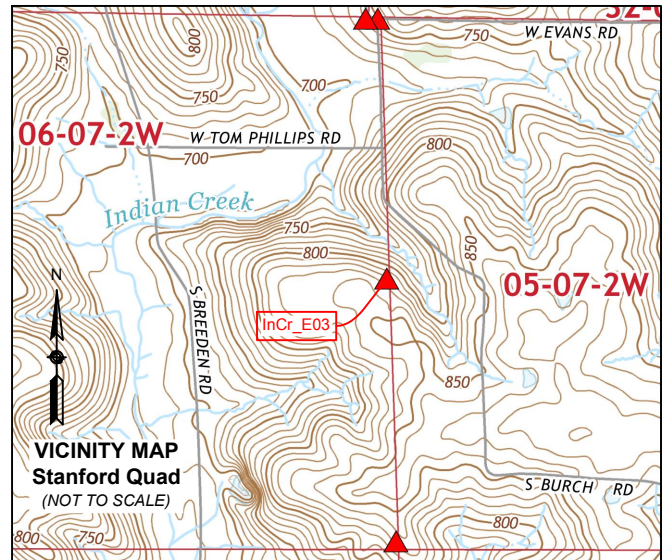 W EVANS RD
750
800
750
750
700
06-07-2W
W TOM PHILLIPS RD
700
800
Indian Creek
750
800
850
05-07-2W
N
S BREEDEN RD
InCr_E03
850
VICINITY MAP
Stanford Quad
(NOT TO SCALE)
S BURCH RD
800
750
800